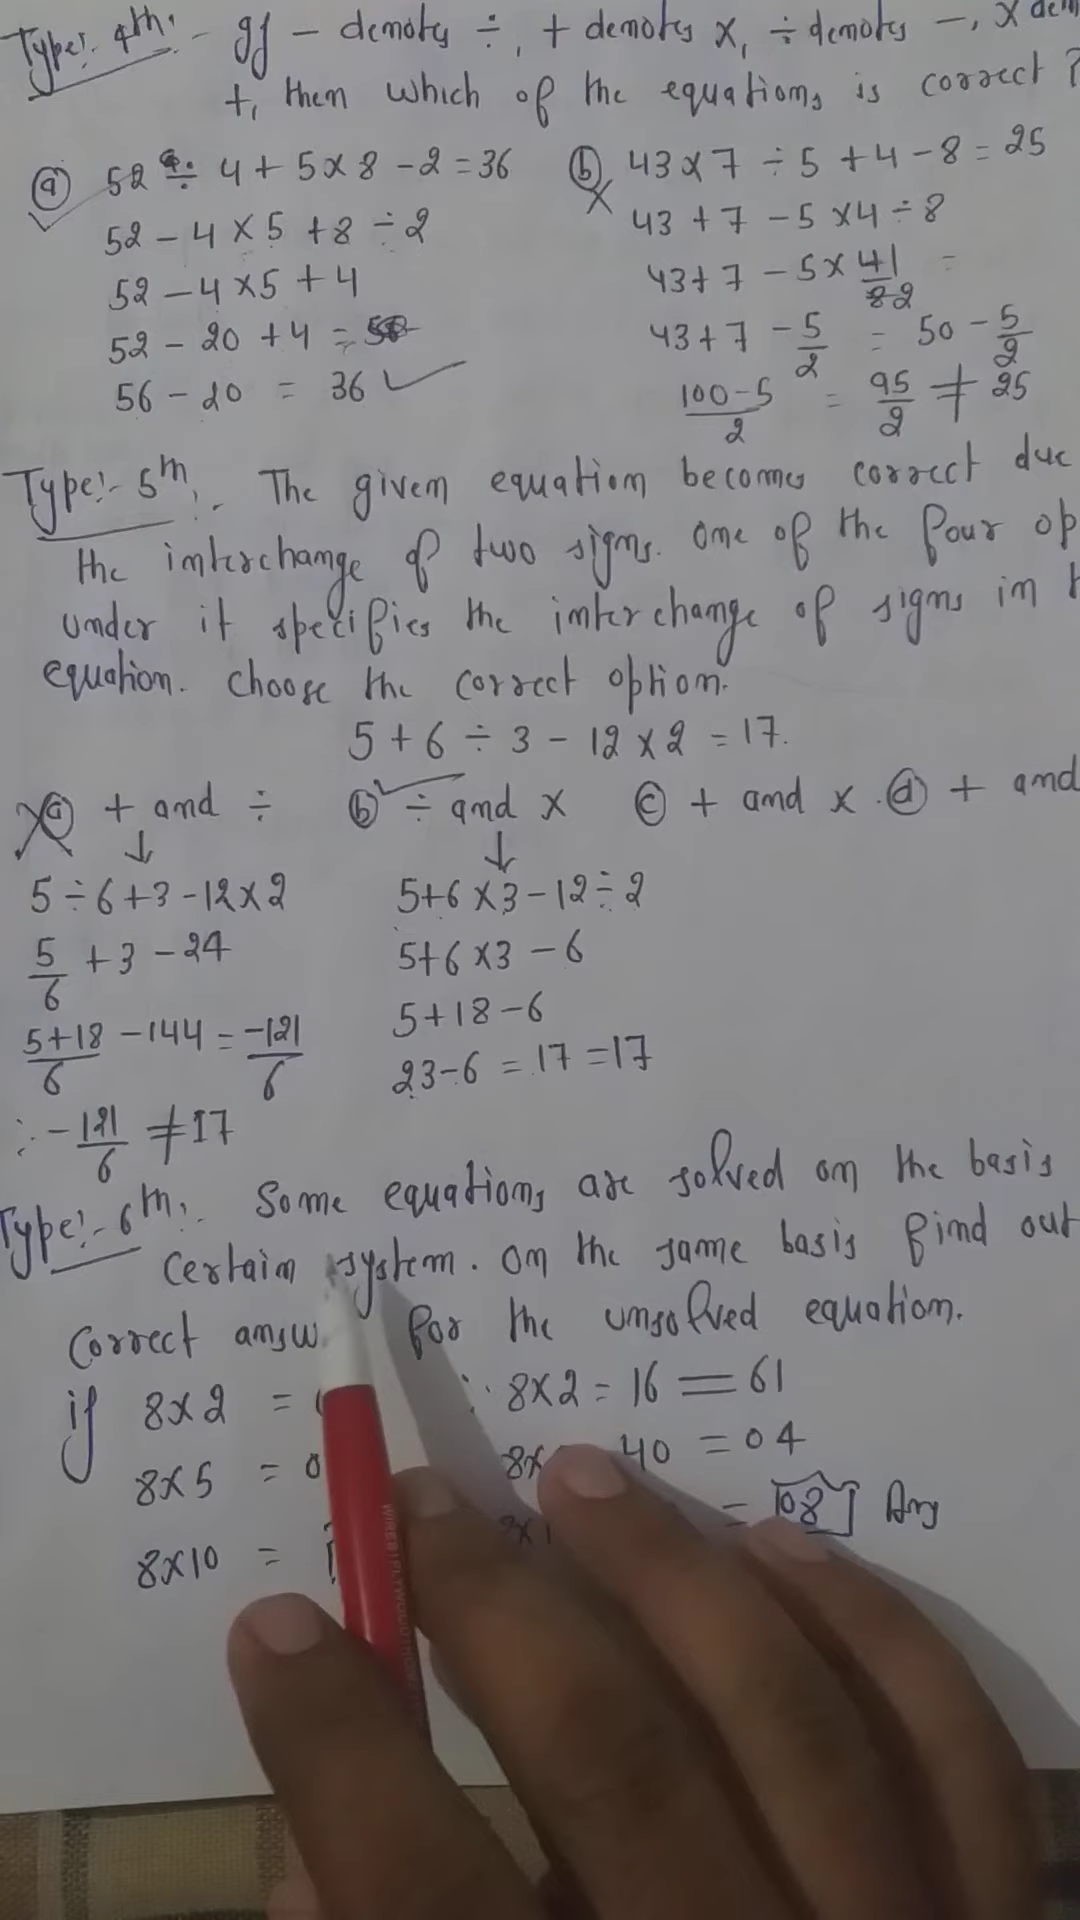 Type:- 4th:- If - denotes ÷, + denotes x, ÷ denotes -, x
+, then which of the equations is correct ?
(a) 52 ÷ 4 + 5 x 8 - 2 = 36
52 - 4 x 5 + 8 ÷ 2
52 - 4 x 5 + 4
52 - 20 + 4 =
56 - 20 = 36 ✓
(b) 43 x 7 ÷ 5 + 4 - 8 = 25
43 + 7 - 5 x 4 ÷ 8
43 + 7 - 5 x 41/82 =
43 + 7 - 5/2 = 50 - 5/2
100-5/2 = 95/2 ≠ 25
Type:- 5th:- The given equation becomes correct due
the interchange of two signs. One of the four
under it specifies the interchange of signs in
equation. Choose the correct option.
5 + 6 ÷ 3 - 12 x 2 = 17.
(a) + and ÷ (b) ÷ and x (c) + and x. (d) + and
↓ ↓
5 ÷ 6 + 3 - 12 x 2
5/6 + 3 - 24
5+18/6 - 144 = -121/6
∴ -121/6 ≠ 17
5 + 6 x 3 - 12 ÷ 2
5 + 6 x 3 - 6
5 + 18 - 6
23 - 6 = 17 = 17
Type:- 6th:- Some equations are solved on the basis
certain system. On the same basis find out
correct for the unsolved equation.
if 8 x 2 =
8 x 5 = 0
8 x 10 =
8 x 2 = 16 = 61
8x 40 = 04
= 08 Ans
WIREBIPLYWOOD